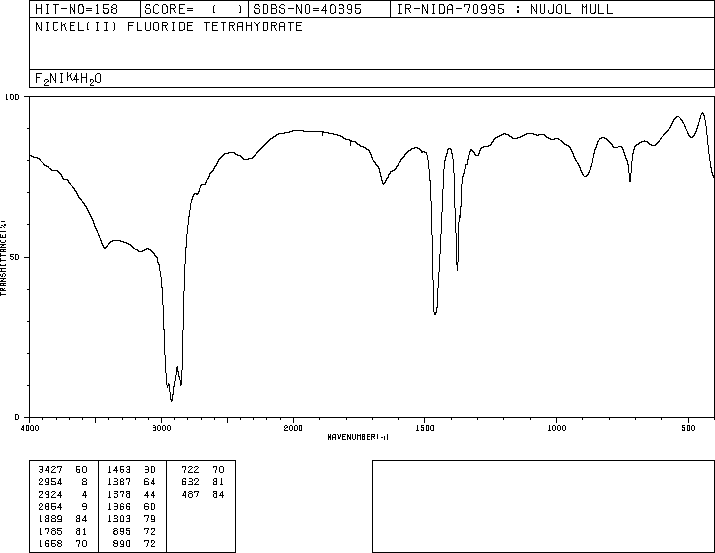 HIT-NO=158 SCORE= ( ) SDBS-NO=40395 IR-NIDA-70995 : NUJOL MULL
NICKEL(II) FLUORIDE TETRAHYDRATE
F2NI*4H2O
100
50
0
TRANSMITTANCE(%)
4000 3000 2000 1500 1000 500
WAVENUMBER(-1)
3427 60 1463 30 722 70
2954 8 1387 64 632 81
2924 4 1378 44 487 84
2854 9 1366 60
1889 84 1303 79
1785 81 895 72
1658 70 890 72